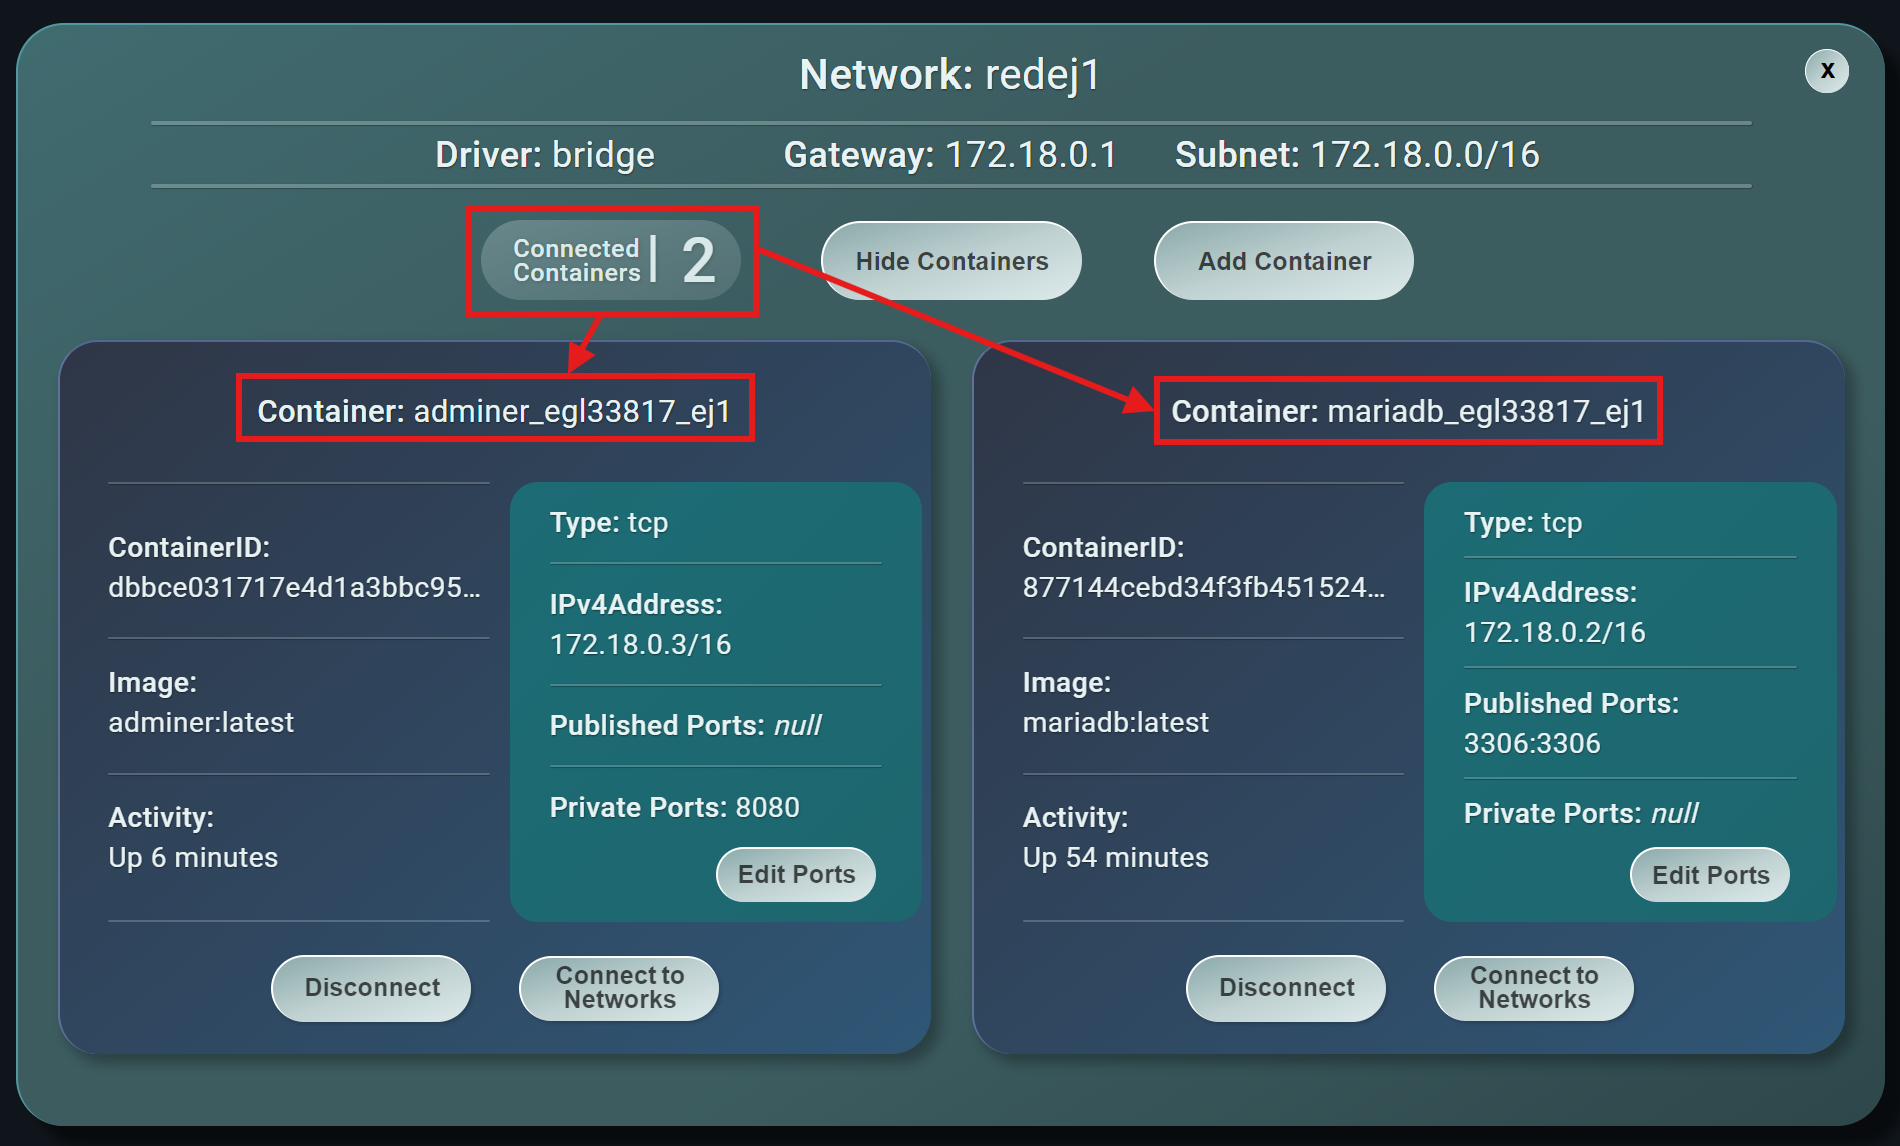 Network: redej1
X
Driver: bridge
Gateway: 172.18.0.1
Subnet: 172.18.0.0/16
Connected
Containers
2
Hide Containers
Add Container
Container: adminer_egl33817_ej1
ContainerID:
dbbce031717e4d1a3bbc95...
Image:
adminer:latest
Activity:
Up 6 minutes
Type: tcp
IPv4Address:
172.18.0.3/16
Published Ports: null
Private Ports: 8080
Edit Ports
Disconnect
Connect to
Networks
Container: mariadb_egl33817_ej1
ContainerID:
877144cebd34f3fb451524...
Image:
mariadb:latest
Activity:
Up 54 minutes
Type: tcp
IPv4Address:
172.18.0.2/16
Published Ports:
3306:3306
Private Ports: null
Edit Ports
Disconnect
Connect to
Networks